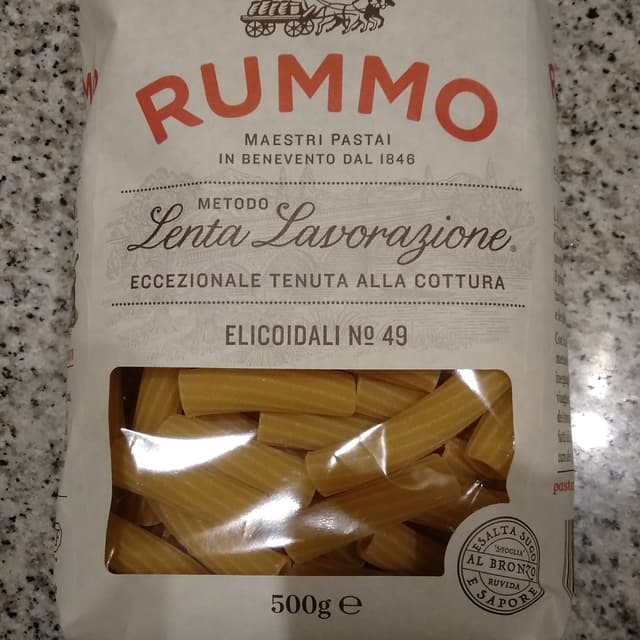 RUMMO
MAESTRI PASTAI
IN BENEVENTO DAL 1846
METODO
Lenta Lavorazione®
ECCEZIONALE TENUTA ALLA COTTURA
ELICOIDALI Nº 49
ESALTA SUGO
"SFOGLIA"
AL BRONZO
RUVIDA
E SAPORE
pasta
500g ℮